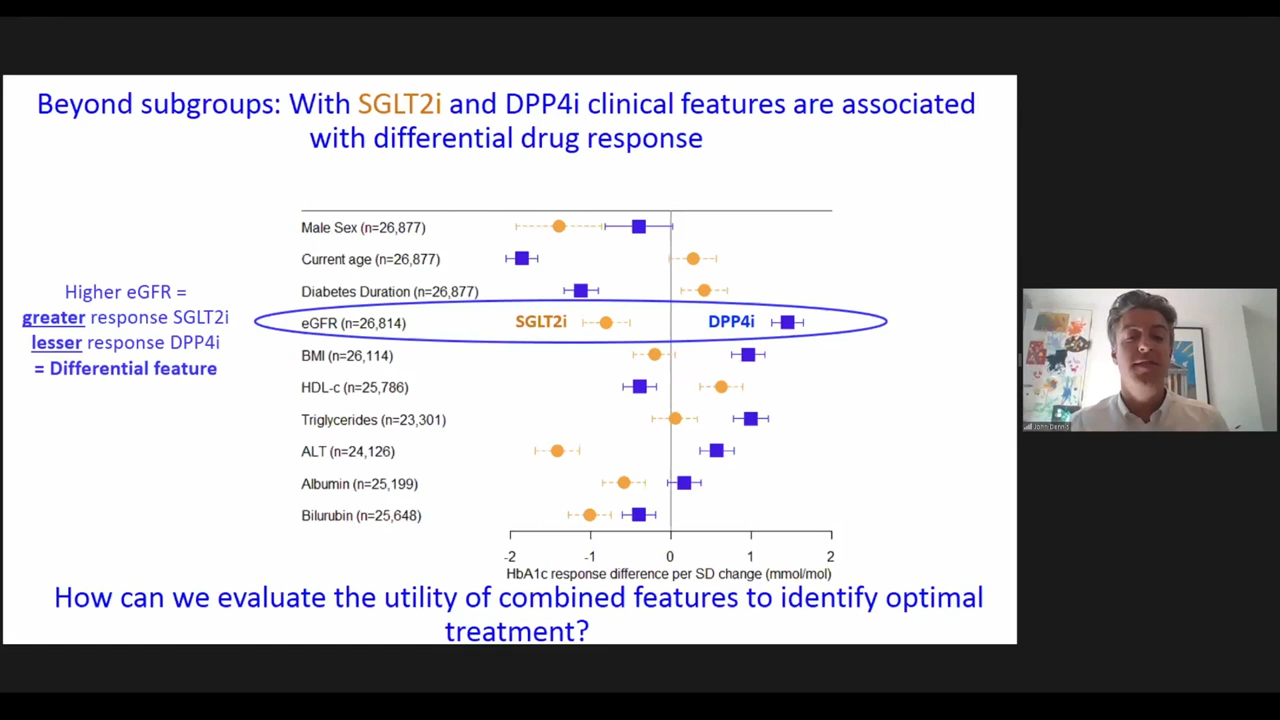 Beyond subgroups: With SGLT2i and DPP4i clinical features are associated
with differential drug response
Higher eGFR =
greater response SGLT2i
lesser response DPP4i
= Differential feature
Male Sex (n=26,877)
Current age (n=26,877)
Diabetes Duration (n=26,877)
eGFR (n=26,814)
SGLT2i
DPP4i
BMI (n=26,114)
HDL-c (n=25,786)
Triglycerides (n=23,301)
ALT (n=24,126)
Albumin (n=25,199)
Bilurubin (n=25,648)
-2 -1 0 1 2
HbA1c response difference per SD change (mmol/mol)
How can we evaluate the utility of combined features to identify optimal
treatment?
John Dennis